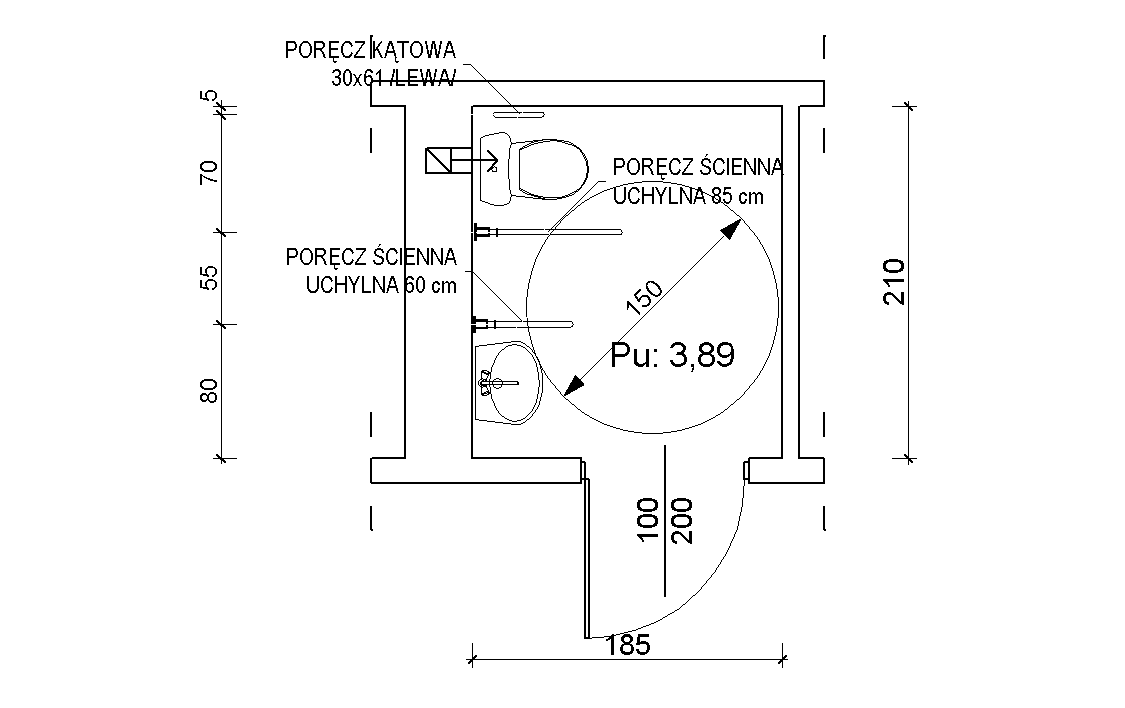 PORĘCZ KĄTOWA
30x61 /LEWA/
5
70
PORĘCZ ŚCIENNA
UCHYLNA 85 cm
PORĘCZ ŚCIENNA
UCHYLNA 60 cm
55
150
210
Pu: 3,89
80
100
200
185